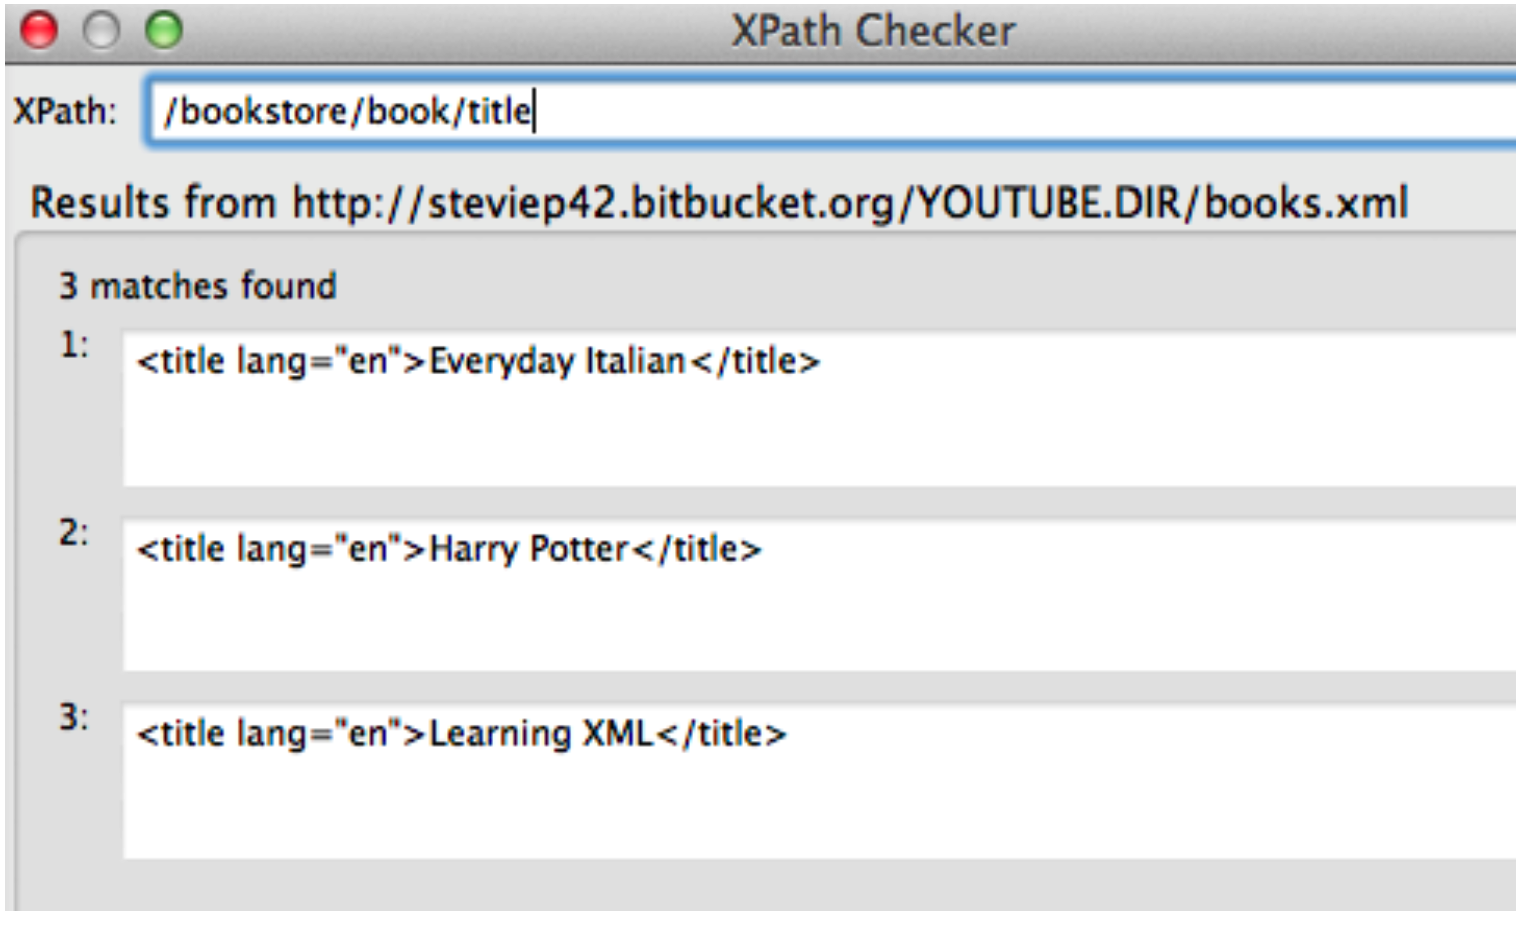 XPath Checker
XPath: /bookstore/book/title
Results from http://steviep42.bitbucket.org/YOUTUBE.DIR/books.xml
3 matches found
1: <title lang="en">Everyday Italian</title>
2: <title lang="en">Harry Potter</title>
3: <title lang="en">Learning XML</title>